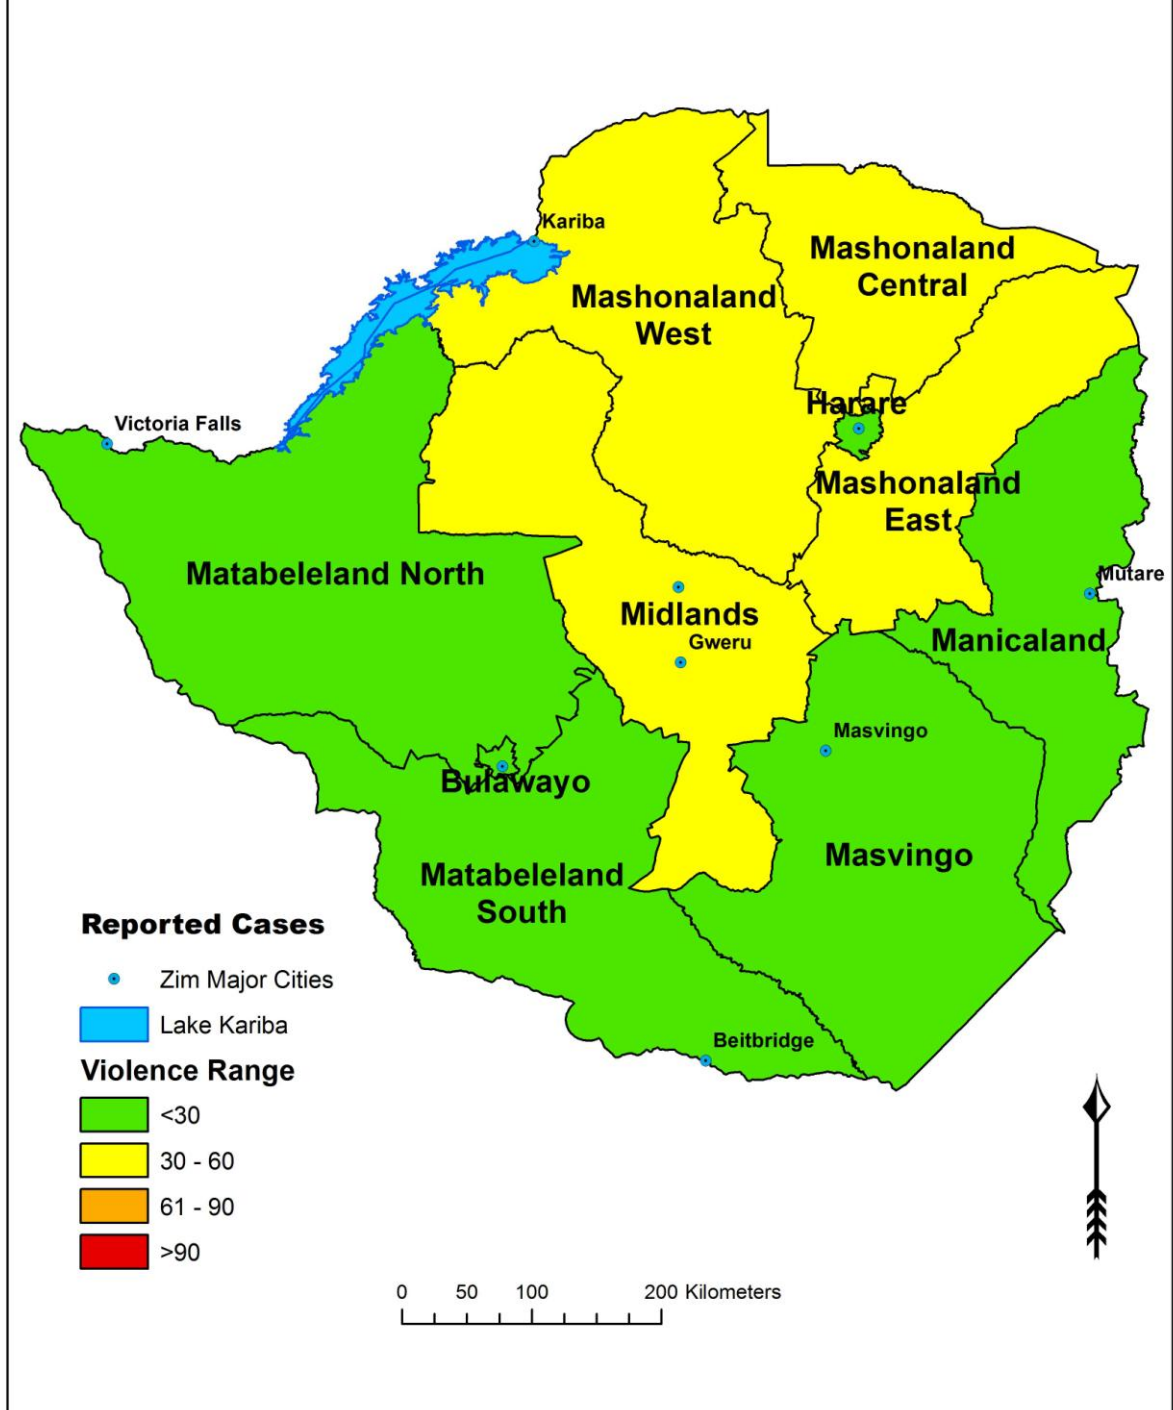 Kariba
Mashonaland
Central
Mashonaland
West
Harare
Victoria Falls
Mashonaland
East
Matabeleland North
Mutare
Midlands
Gweru
Manicaland
Masvingo
Bulawayo
Masvingo
Matabeleland
South
Beitbridge
Reported Cases
Zim Major Cities
Lake Kariba
Violence Range
<30
30 - 60
61 - 90
>90
0 50 100 200 Kilometers